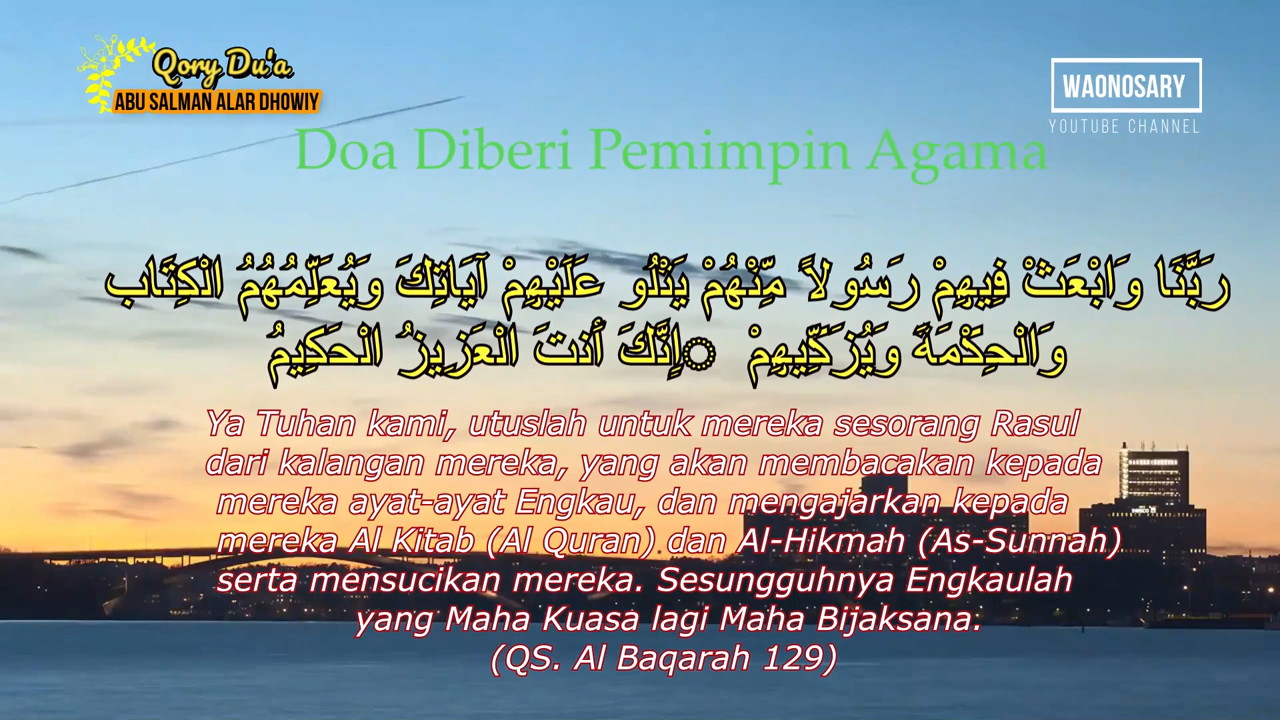 Qory Du'a
ABU SALMAN ALAR DHOWIY
WAONOSARY
YOUTUBE CHANNEL
Doa Diberi Pemimpin Agama
رَبَّنَا وَابْعَثْ فِيهِمْ رَسُولاً مِّنْهُمْ يَتْلُو عَلَيْهِمْ آيَاتِكَ وَيُعَلِّمُهُمُ الْكِتَاب
وَالْحِكْمَةَ وَيُزَكِّيهِمْ ۝اِنَّكَ أَنتَ الْعَزِيزُ الْحَكِيمُ
Ya Tuhan kami, utuslah untuk mereka sesorang Rasul
dari kalangan mereka, yang akan membacakan kepada
mereka ayat-ayat Engkau, dan mengajarkan kepada
mereka Al Kitab (Al Quran) dan Al-Hikmah (As-Sunnah)
serta mensucikan mereka. Sesungguhnya Engkaulah
yang Maha Kuasa lagi Maha Bijaksana.
(QS. Al Baqarah 129)